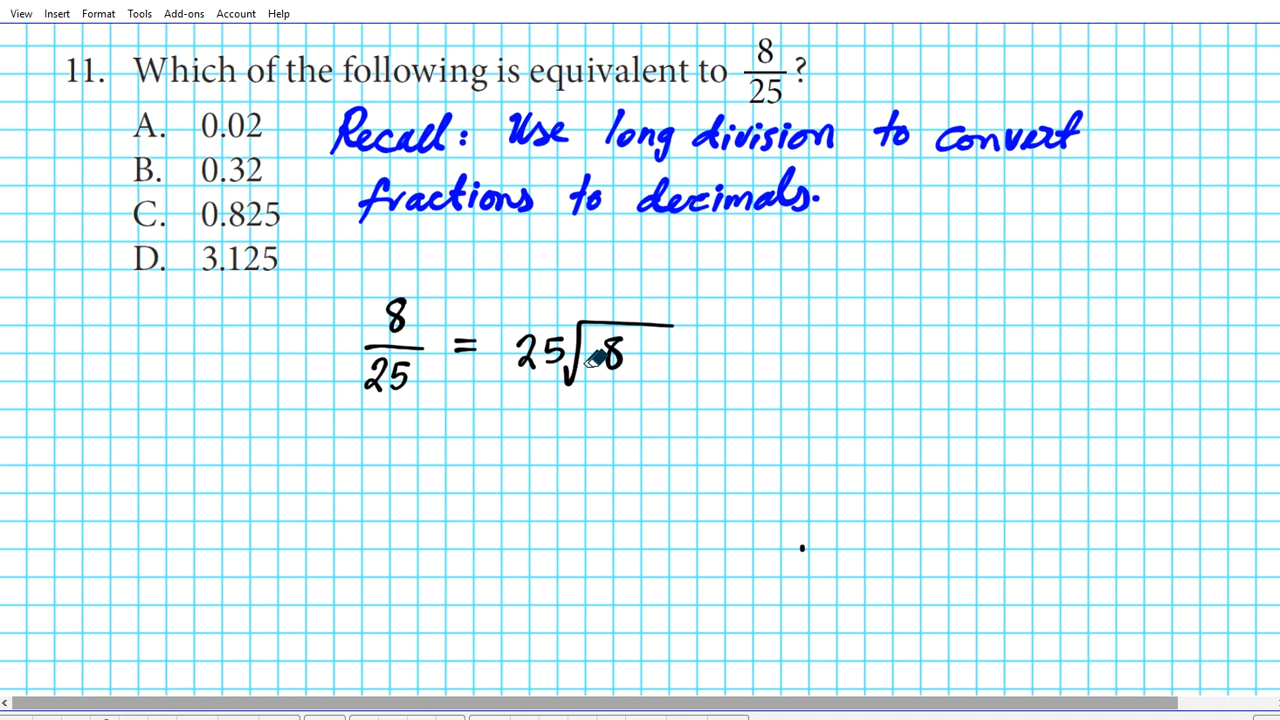 View Insert Format Tools Add-ons Account Help
11. Which of the following is equivalent to 8/25 ?
A. 0.02
B. 0.32
C. 0.825
D. 3.125
Recall: Use long division to convert
fractions to decimals.
8/25 = 25√8